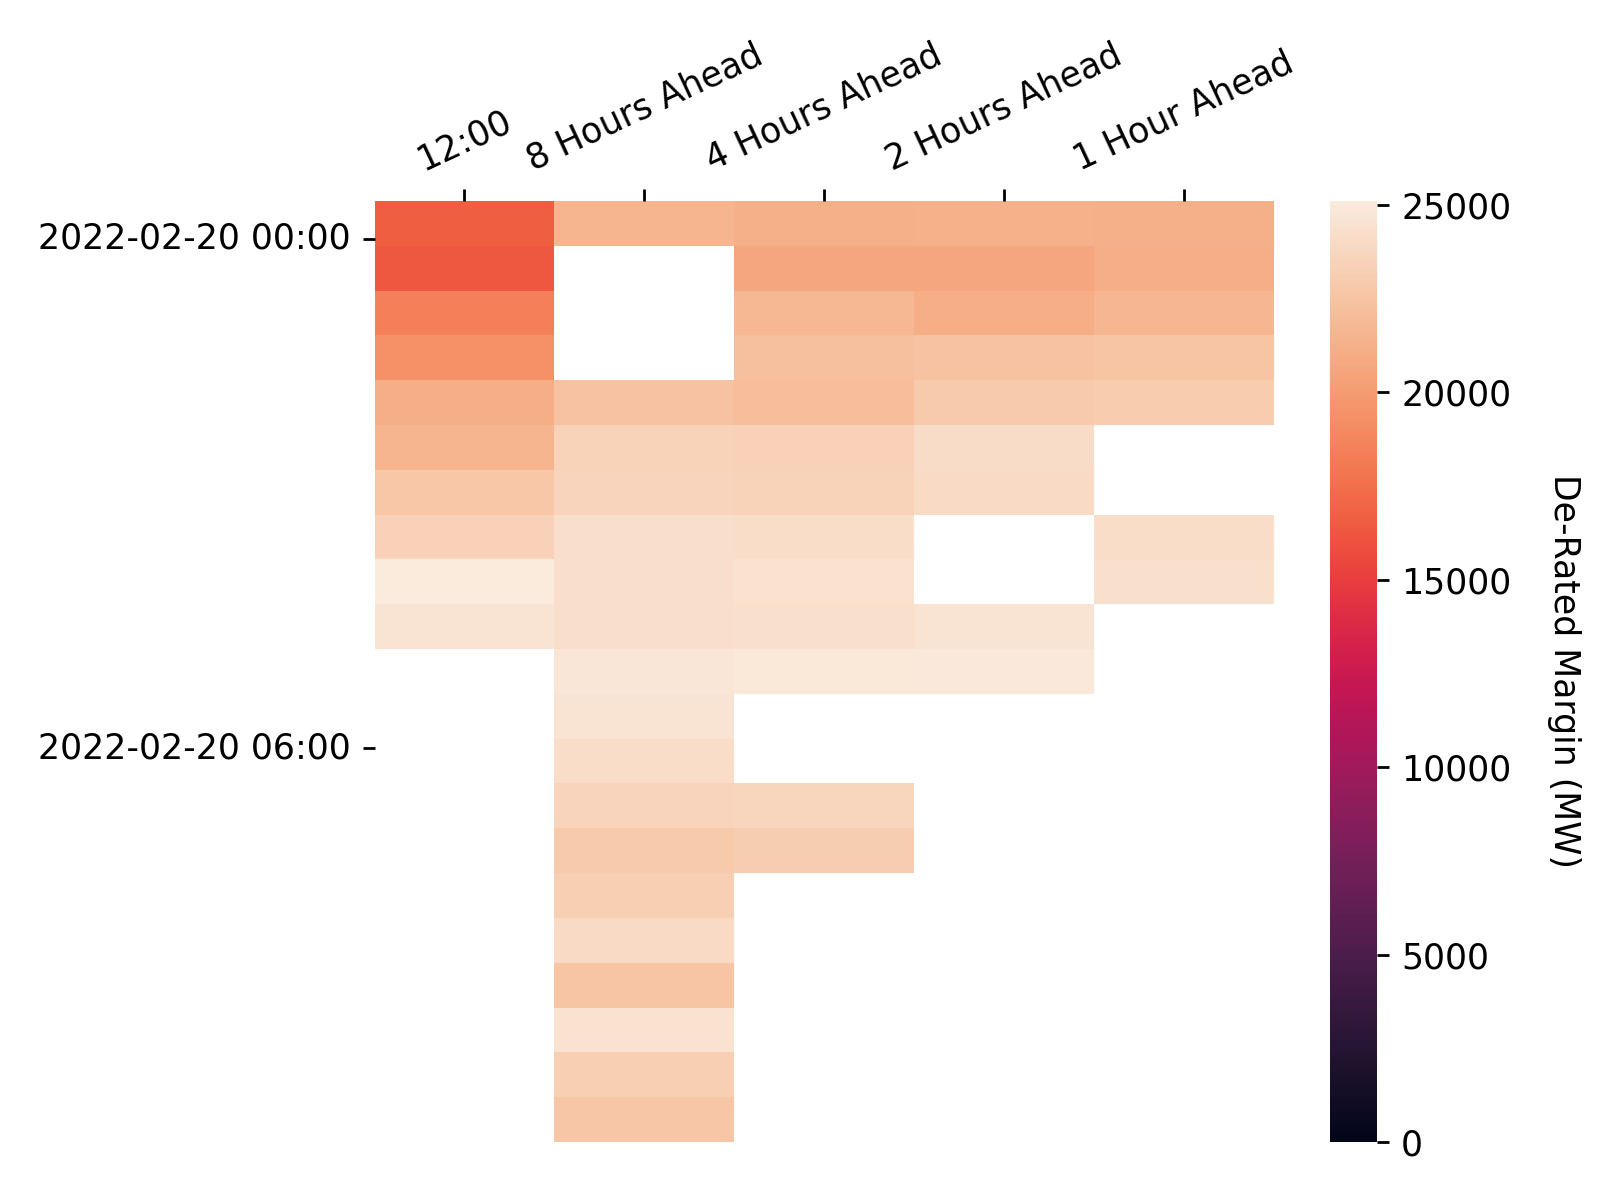 12:00
8 Hours Ahead
4 Hours Ahead
2 Hours Ahead
1 Hour Ahead
2022-02-20 00:00
2022-02-20 06:00
25000
20000
15000
10000
5000
0
De-Rated Margin (MW)